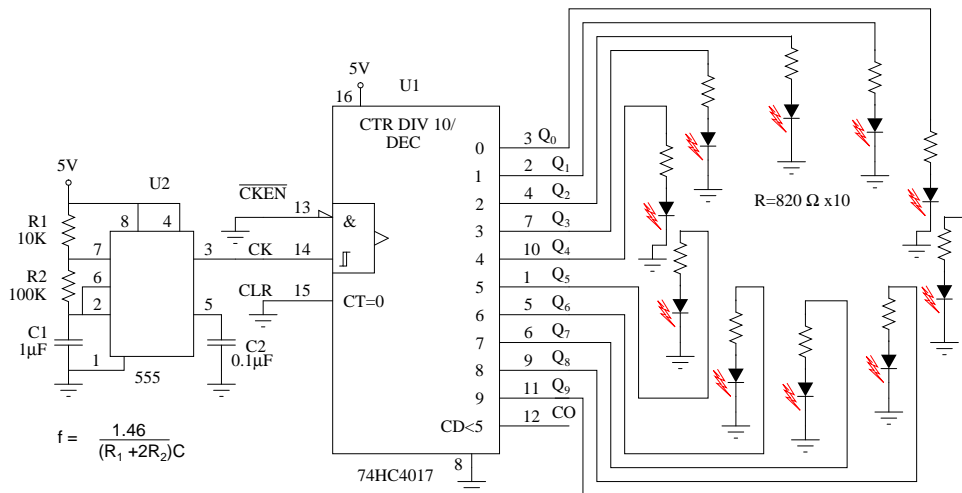 5V
U1
16
CTR DIV 10/
DEC
0
3 Q0
1
2 Q1
2
4 Q2
3
7 Q3
4
10 Q4
5
1 Q5
6
5 Q6
7
6 Q7
8
9 Q8
9
11 Q9
CD<5
12 CO
CKEN
13
&
CK
14
CLR
15
CT=0
8
74HC4017
5V
U2
R1
10K
8
4
7
3
R2
100K
6
2
5
C1
1µF
1
555
C2
0.1µF
R=820 Ω x10
f = 1.46
(R1 +2R2)C